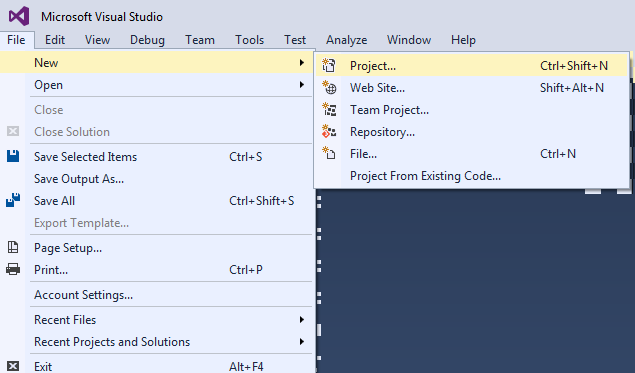 Microsoft Visual Studio
File Edit View Debug Team Tools Test Analyze Window Help
New
Open
Close
Close Solution
Save Selected Items Ctrl+S
Save Output As...
Save All Ctrl+Shift+S
Export Template...
Page Setup...
Print... Ctrl+P
Account Settings...
Recent Files
Recent Projects and Solutions
Exit Alt+F4
Project... Ctrl+Shift+N
Web Site... Shift+Alt+N
Team Project...
Repository...
File... Ctrl+N
Project From Existing Code...